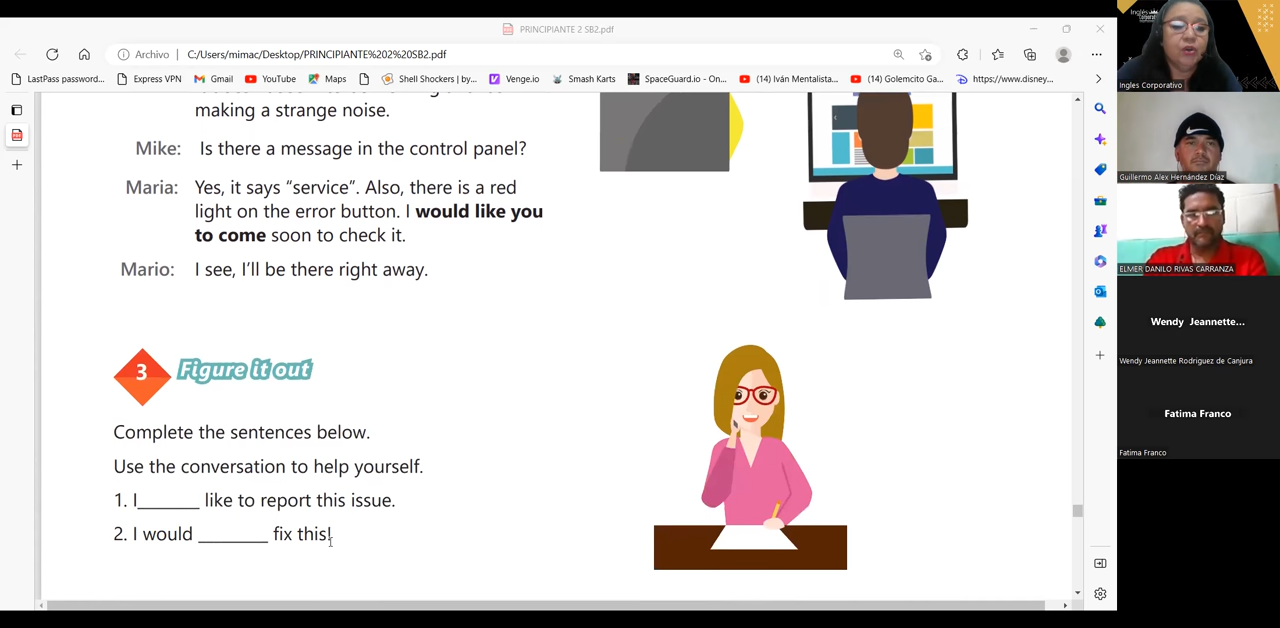 PRINCIPIANTE 2 SB2.pdf
Archivo C:/Users/mimac/Desktop/PRINCIPIANTE%202%20SB2.pdf
LastPass password... Express VPN Gmail YouTube Maps Shell Shockers | by... Venge.io Smash Karts SpaceGuard.io - On... (14) Iván Mentalista... (14) Golemcito Ga... https://www.disney...
making a strange noise.
Mike: Is there a message in the control panel?
Maria: Yes, it says “service”. Also, there is a red
light on the error button. I would like you
to come soon to check it.
Mario: I see, I’ll be there right away.
3 Figure it out
Complete the sentences below.
Use the conversation to help yourself.
1. I_______ like to report this issue.
2. I would ________ fix this!
Inglés
Corporativo
Ingles Corporativo
Guillermo Alex Hernández Díaz
ELMER DANILO RIVAS CARRANZA
Wendy Jeannette...
Wendy Jeannette Rodriguez de Canjura
Fatima Franco
Fatima Franco